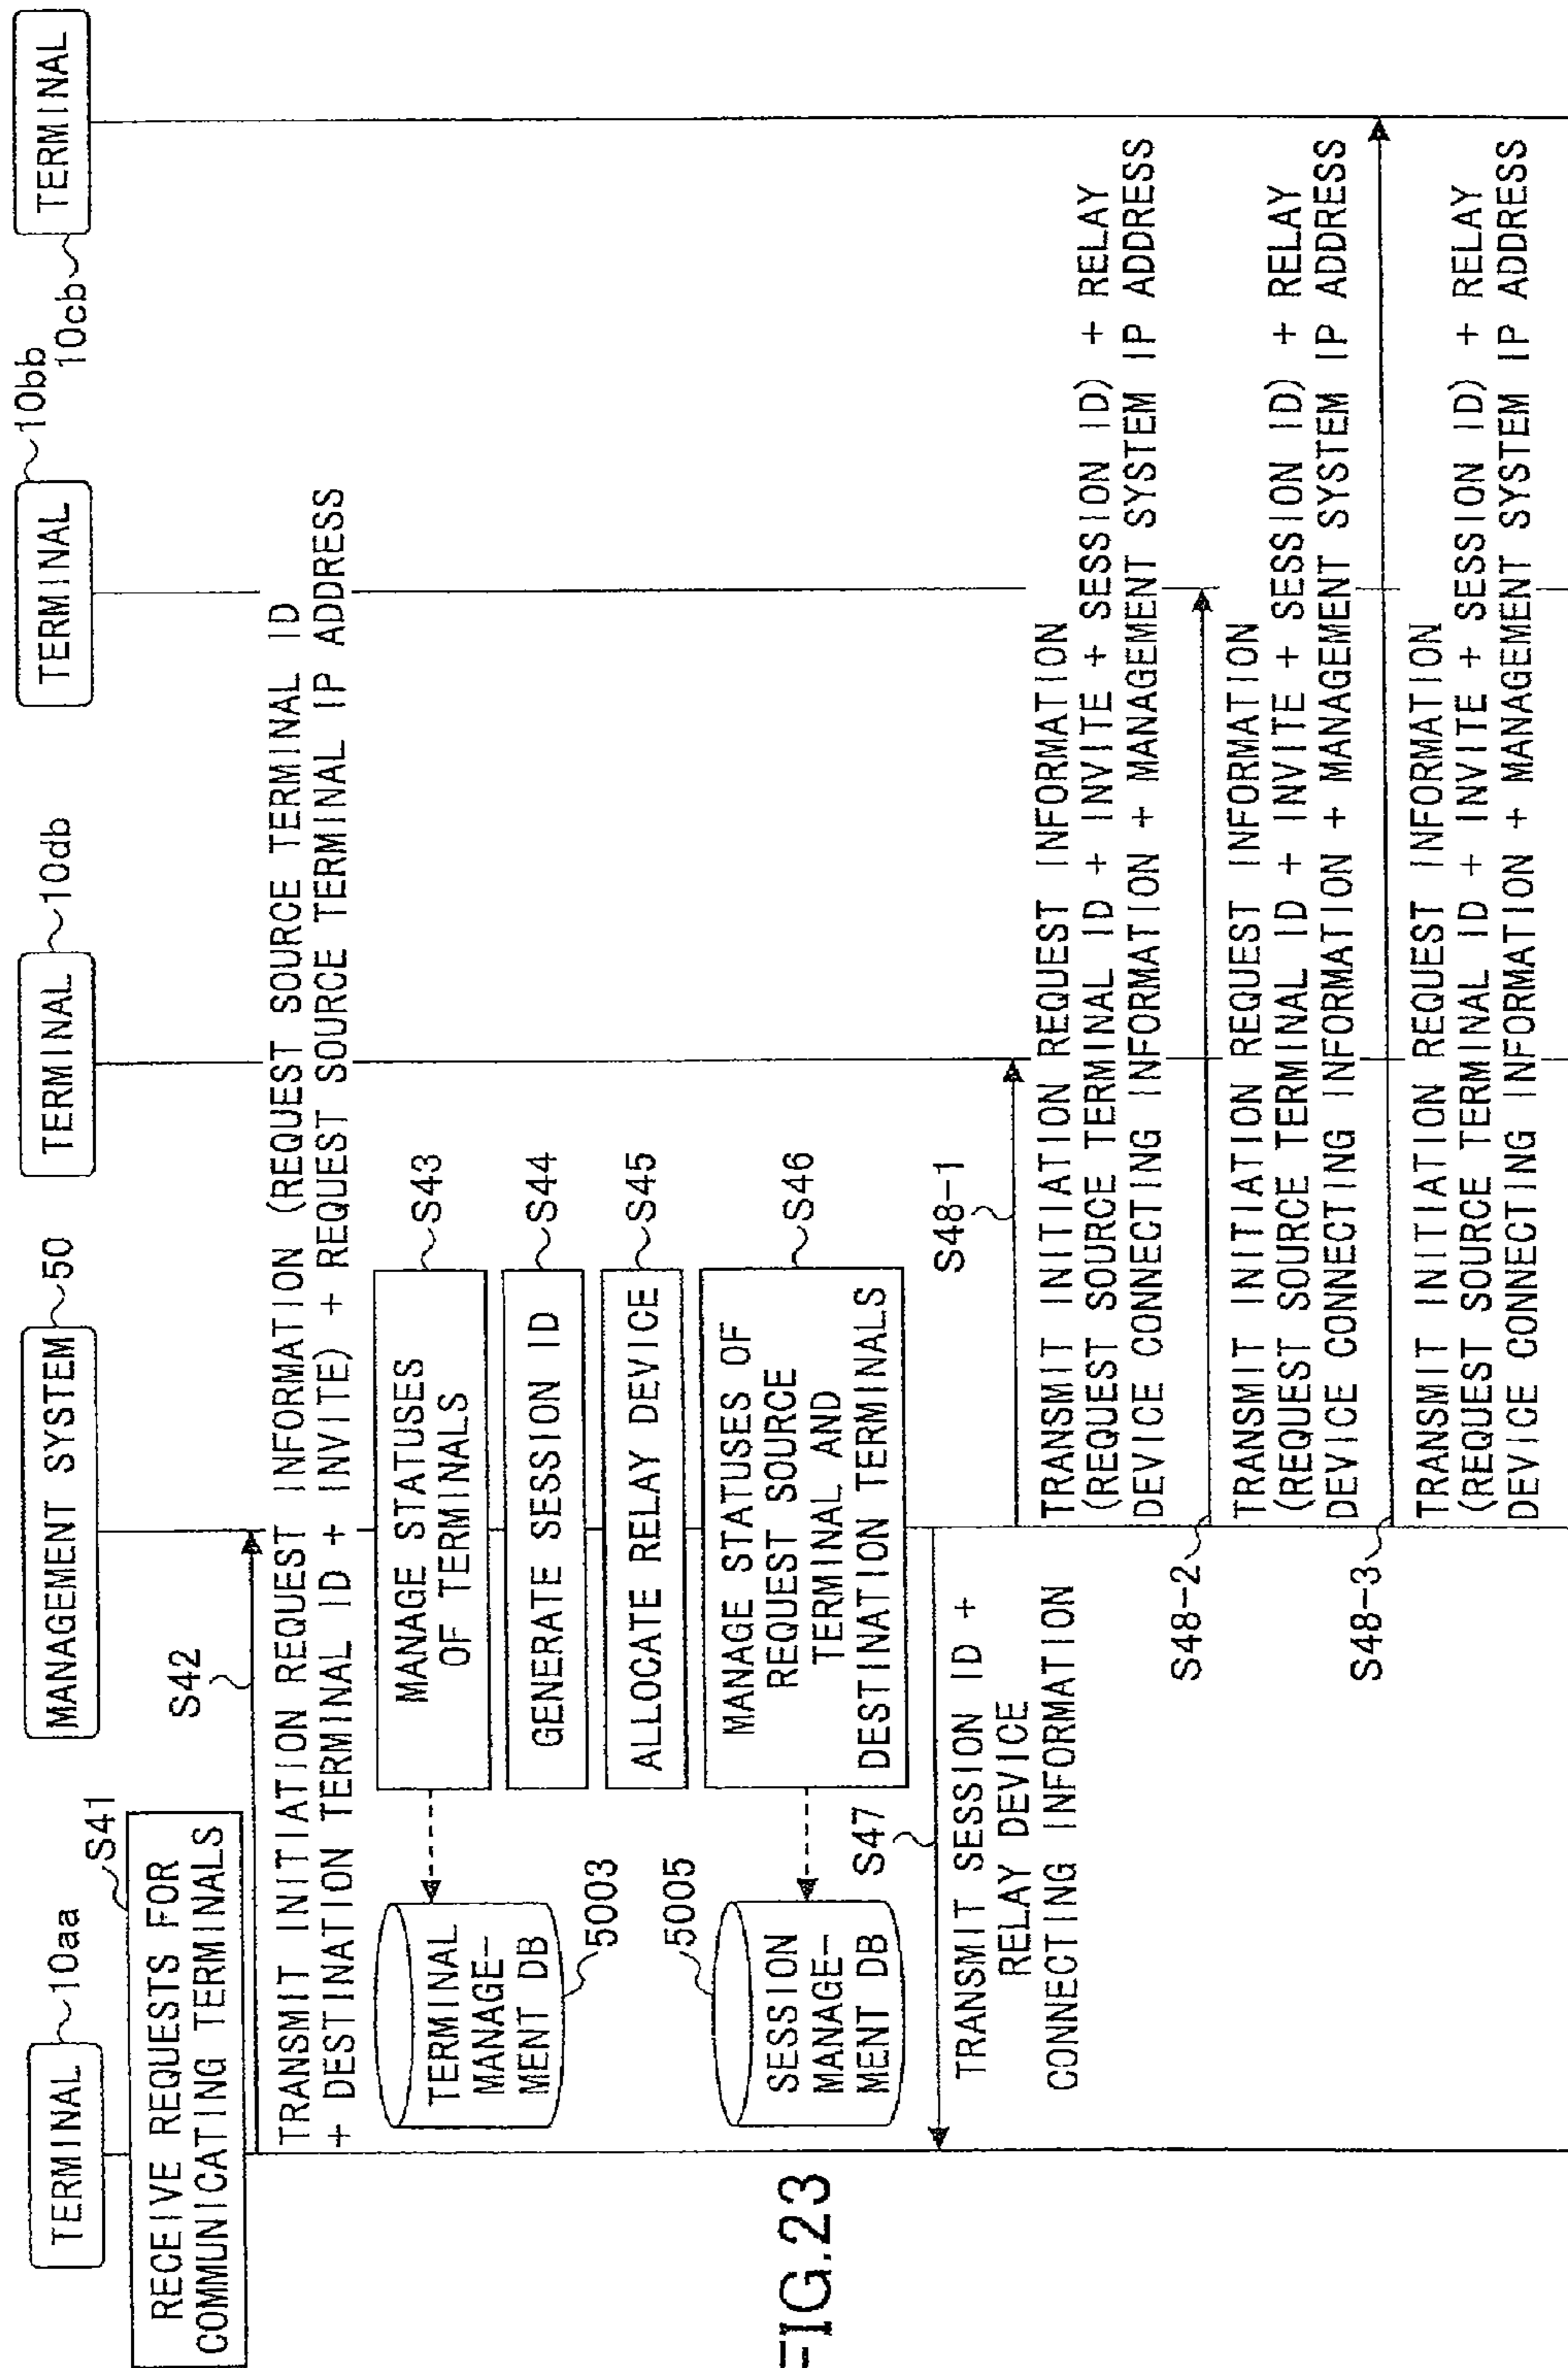 FIG.23
TERMINAL
10aa
MANAGEMENT SYSTEM
50
TERMINAL
10db
TERMINAL
10bb
TERMINAL
10cb
RECEIVE REQUESTS FOR
COMMUNICATING TERMINALS
S41
S42
TRANSMIT INITIATION REQUEST INFORMATION (REQUEST SOURCE TERMINAL ID
+ DESTINATION TERMINAL ID + INVITE) + REQUEST SOURCE TERMINAL IP ADDRESS
TERMINAL
MANAGE-
MENT DB
5003
MANAGE STATUSES
OF TERMINALS
S43
GENERATE SESSION ID
S44
ALLOCATE RELAY DEVICE
S45
SESSION
MANAGE-
MENT DB
5005
MANAGE STATUSES OF
REQUEST SOURCE
TERMINAL AND
DESTINATION TERMINALS
S46
S47
TRANSMIT SESSION ID +
RELAY DEVICE
CONNECTING INFORMATION
S48-1
TRANSMIT INITIATION REQUEST INFORMATION
(REQUEST SOURCE TERMINAL ID + INVITE + SESSION ID) + RELAY
DEVICE CONNECTING INFORMATION + MANAGEMENT SYSTEM IP ADDRESS
S48-2
TRANSMIT INITIATION REQUEST INFORMATION
(REQUEST SOURCE TERMINAL ID + INVITE + SESSION ID) + RELAY
DEVICE CONNECTING INFORMATION + MANAGEMENT SYSTEM IP ADDRESS
S48-3
TRANSMIT INITIATION REQUEST INFORMATION
(REQUEST SOURCE TERMINAL ID + INVITE + SESSION ID) + RELAY
DEVICE CONNECTING INFORMATION + MANAGEMENT SYSTEM IP ADDRESS